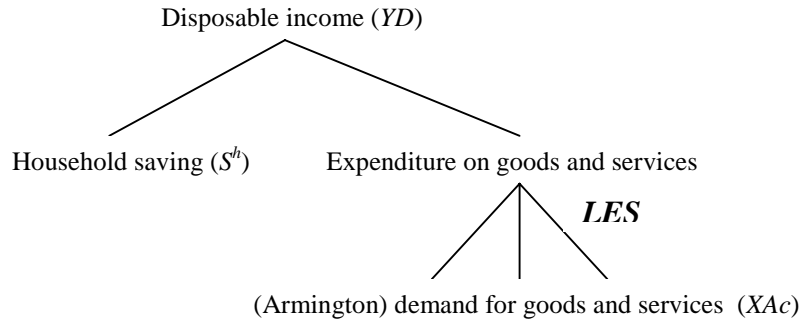 Disposable income (YD)
Household saving (S^h)
Expenditure on goods and services
LES
(Armington) demand for goods and services (XAc)